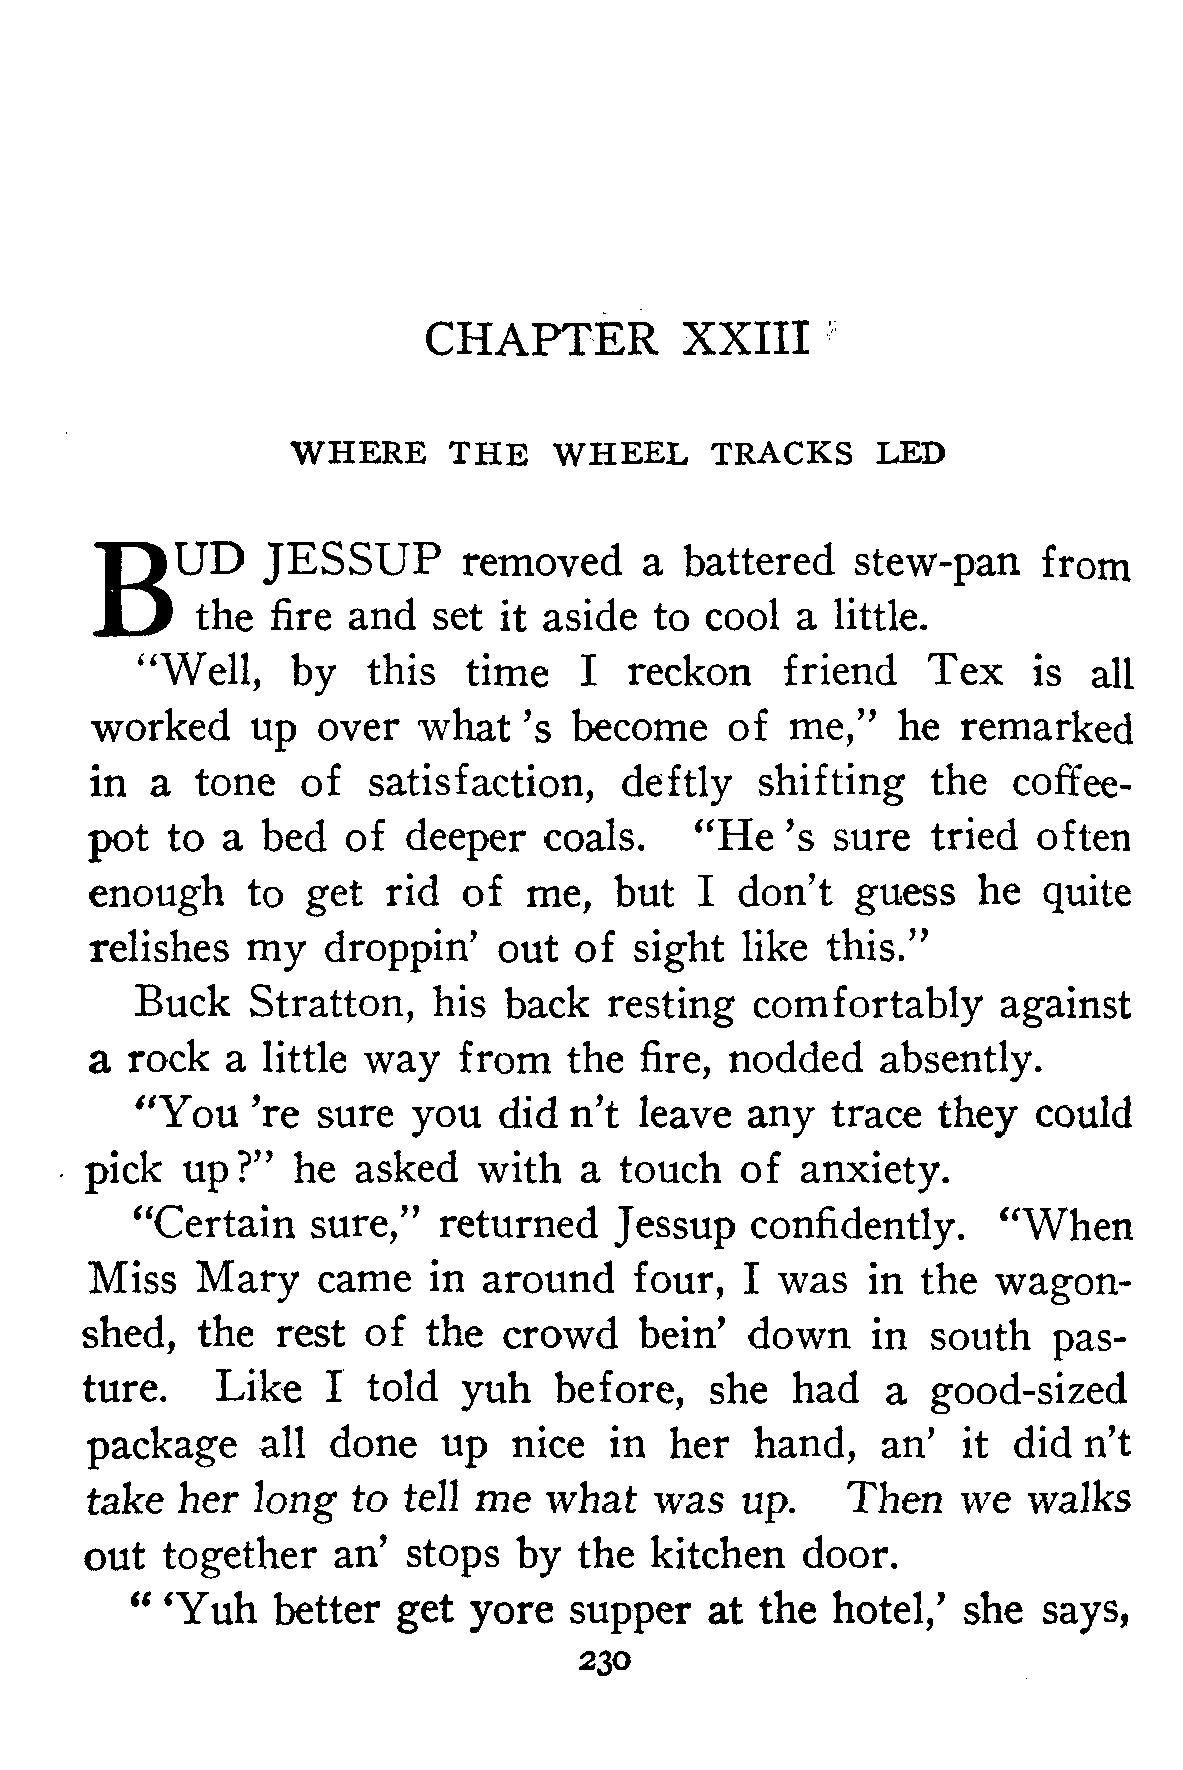 CHAPTER XXIII
WHERE THE WHEEL TRACKS LED
BUD JESSUP removed a battered stew-pan from
the fire and set it aside to cool a little.
"Well, by this time I reckon friend Tex is all
worked up over what 's become of me," he remarked
in a tone of satisfaction, deftly shifting the coffee-
pot to a bed of deeper coals. "He 's sure tried often
enough to get rid of me, but I don't guess he quite
relishes my droppin' out of sight like this."
Buck Stratton, his back resting comfortably against
a rock a little way from the fire, nodded absently.
"You 're sure you did n't leave any trace they could
pick up?" he asked with a touch of anxiety.
"Certain sure," returned Jessup confidently. "When
Miss Mary came in around four, I was in the wagon-
shed, the rest of the crowd bein' down in south pas-
ture. Like I told yuh before, she had a good-sized
package all done up nice in her hand, an' it did n't
take her long to tell me what was up. Then we walks
out together an' stops by the kitchen door.
" 'Yuh better get yore supper at the hotel,' she says,
230